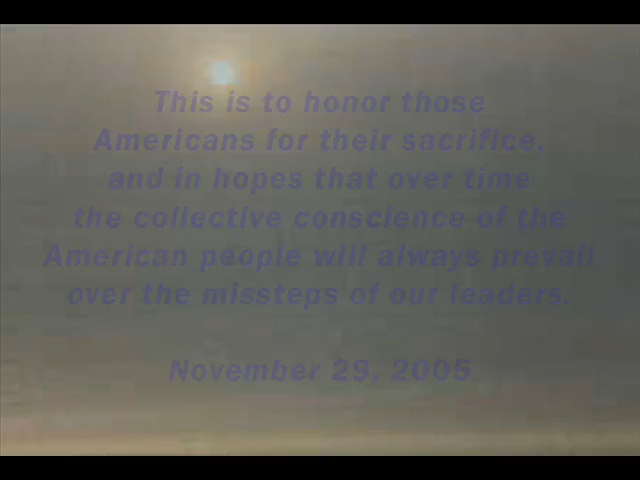 This is to honor those
Americans for their sacrifice,
and in hopes that over time
the collective conscience of the
American people will always prevail
over the missteps of our leaders.
November 29, 2005